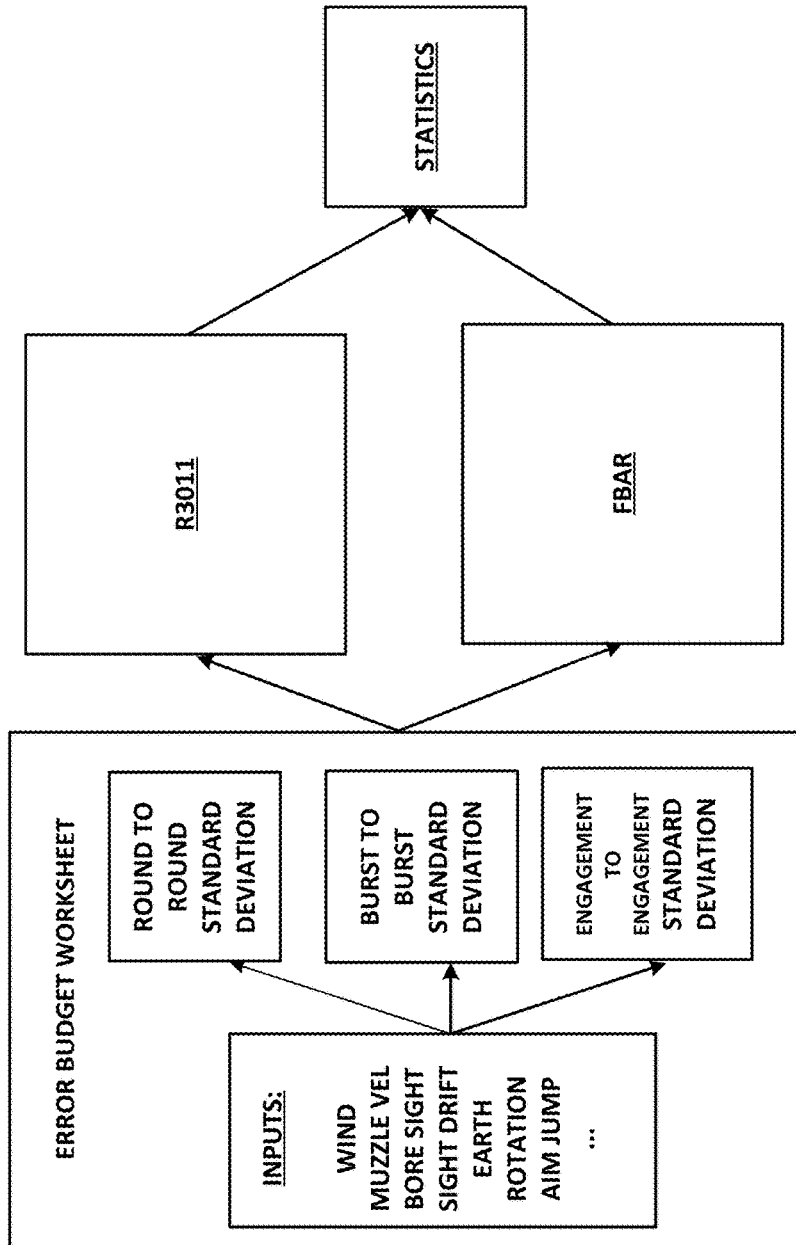 ERROR BUDGET WORKSHEET
INPUTS:
WIND
MUZZLE VEL
BORE SIGHT
SIGHT DRIFT
EARTH
ROTATION
AIM JUMP
...
ROUND TO
ROUND
STANDARD
DEVIATION
BURST TO
BURST
STANDARD
DEVIATION
ENGAGEMENT
TO
ENGAGEMENT
STANDARD
DEVIATION
R3011
FBAR
STATISTICS